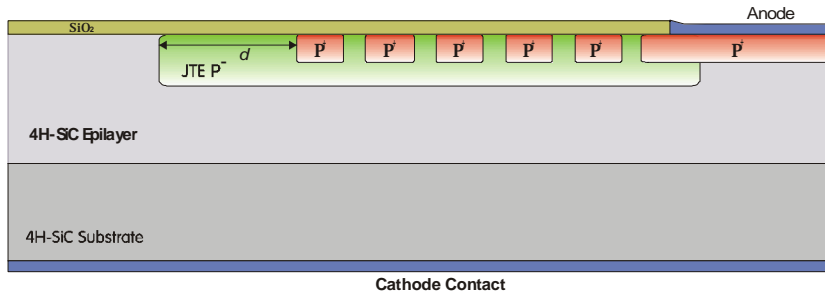 Anode
SiO₂
d
P⁺ P⁺ P⁺ P⁺ P⁺ P⁺
JTE P⁻
4H-SiC Epilayer
4H-SiC Substrate
Cathode Contact